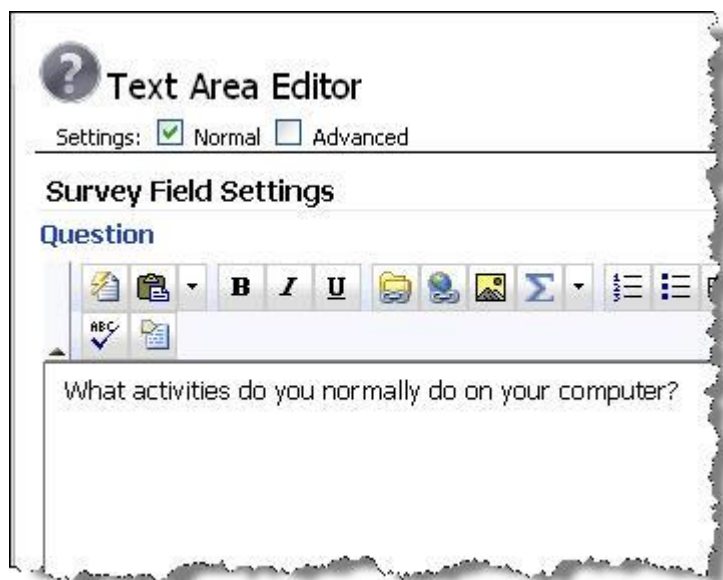 Text Area Editor
Settings: Normal Advanced
Survey Field Settings
Question
B I U Σ
ABC
What activities do you normally do on your computer?